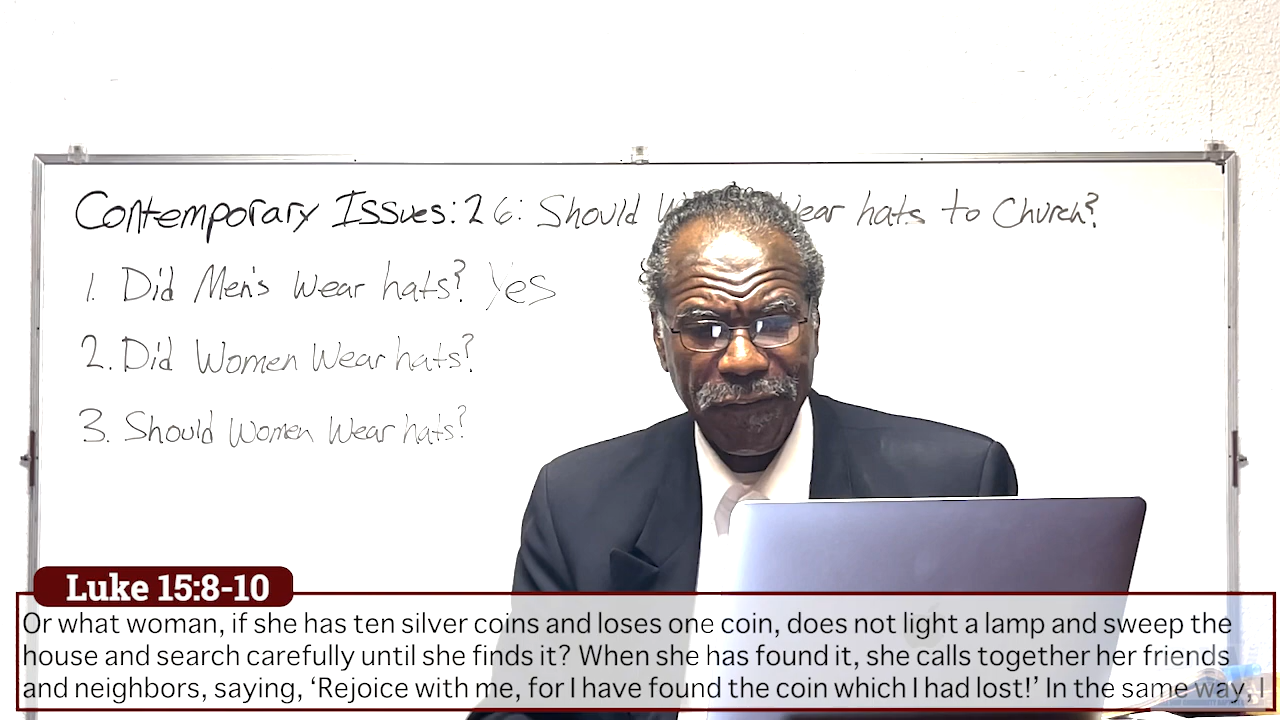 Contemporary Issues: 26: Should W Wear hats to Church?
1. Did Men's Wear hats? Yes
2. Did Women Wear hats?
3. Should Women Wear hats?
Luke 15:8-10
Or what woman, if she has ten silver coins and loses one coin, does not light a lamp and sweep the
house and search carefully until she finds it? When she has found it, she calls together her friends
and neighbors, saying, ‘Rejoice with me, for I have found the coin which I had lost!’ In the same way, I